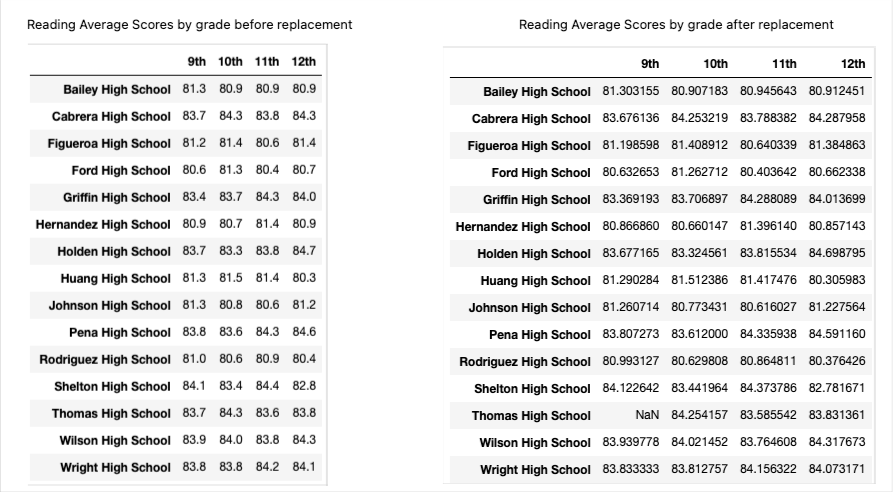 Reading Average Scores by grade before replacement
9th 10th 11th 12th
Bailey High School 81.3 80.9 80.9 80.9
Cabrera High School 83.7 84.3 83.8 84.3
Figueroa High School 81.2 81.4 80.6 81.4
Ford High School 80.6 81.3 80.4 80.7
Griffin High School 83.4 83.7 84.3 84.0
Hernandez High School 80.9 80.7 81.4 80.9
Holden High School 83.7 83.3 83.8 84.7
Huang High School 81.3 81.5 81.4 80.3
Johnson High School 81.3 80.8 80.6 81.2
Pena High School 83.8 83.6 84.3 84.6
Rodriguez High School 81.0 80.6 80.9 80.4
Shelton High School 84.1 83.4 84.4 82.8
Thomas High School 83.7 84.3 83.6 83.8
Wilson High School 83.9 84.0 83.8 84.3
Wright High School 83.8 83.8 84.2 84.1
Reading Average Scores by grade after replacement
9th 10th 11th 12th
Bailey High School 81.303155 80.907183 80.945643 80.912451
Cabrera High School 83.676136 84.253219 83.788382 84.287958
Figueroa High School 81.198598 81.408912 80.640339 81.384863
Ford High School 80.632653 81.262712 80.403642 80.662338
Griffin High School 83.369193 83.706897 84.288089 84.013699
Hernandez High School 80.866860 80.660147 81.396140 80.857143
Holden High School 83.677165 83.324561 83.815534 84.698795
Huang High School 81.290284 81.512386 81.417476 80.305983
Johnson High School 81.260714 80.773431 80.616027 81.227564
Pena High School 83.807273 83.612000 84.335938 84.591160
Rodriguez High School 80.993127 80.629808 80.864811 80.376426
Shelton High School 84.122642 83.441964 84.373786 82.781671
Thomas High School NaN 84.254157 83.585542 83.831361
Wilson High School 83.939778 84.021452 83.764608 84.317673
Wright High School 83.833333 83.812757 84.156322 84.073171